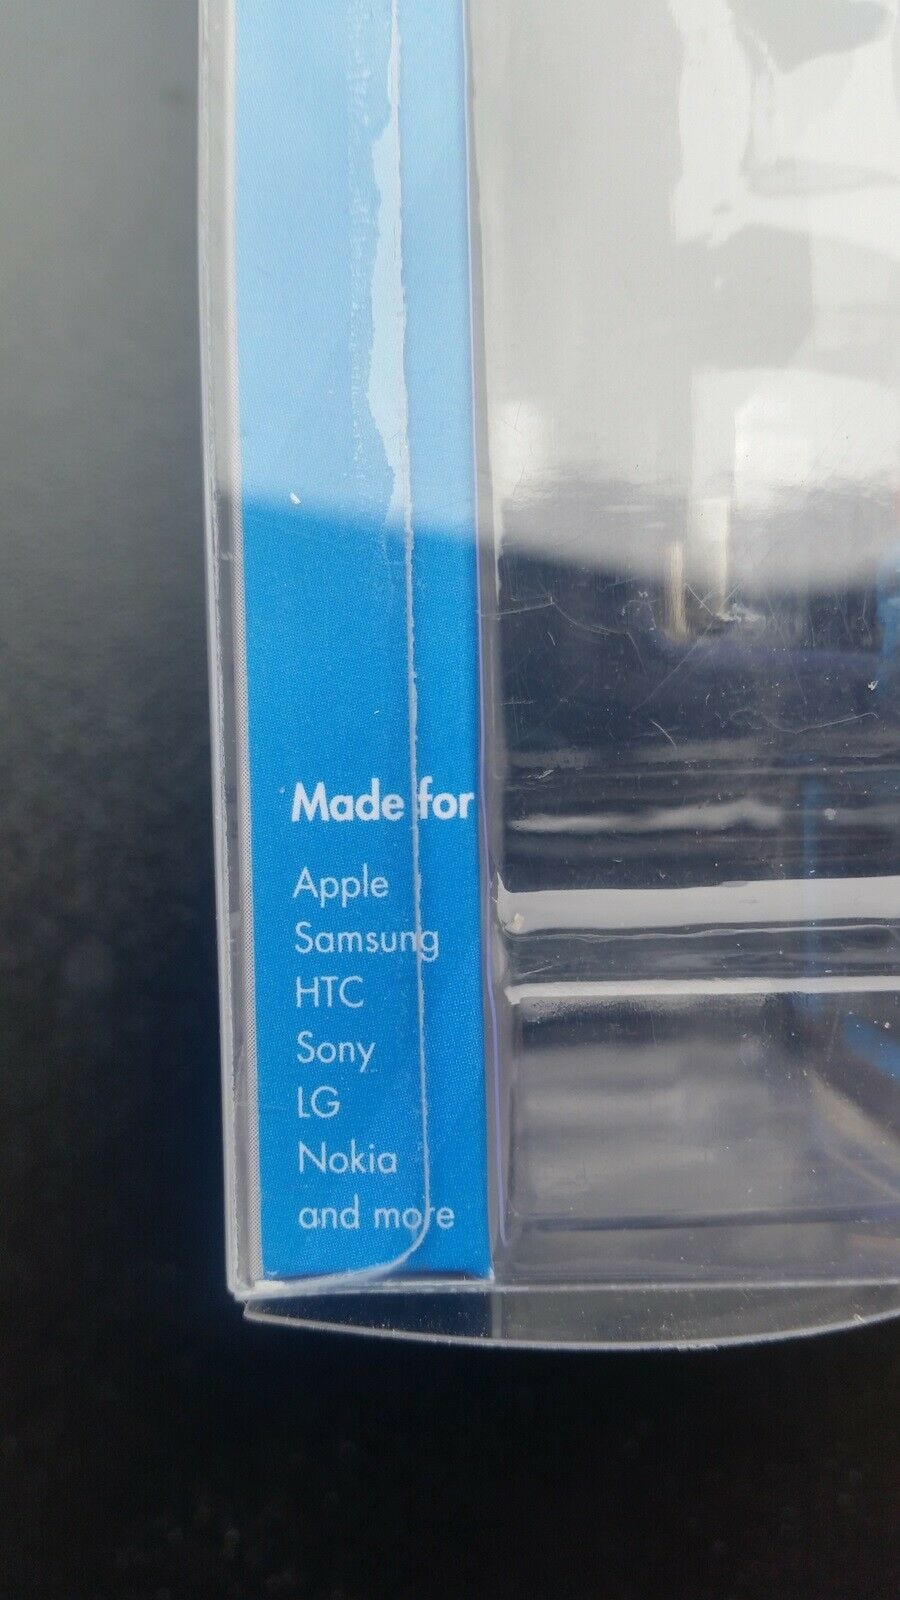 Made for
Apple
Samsung
HTC
Sony
LG
Nokia
and more